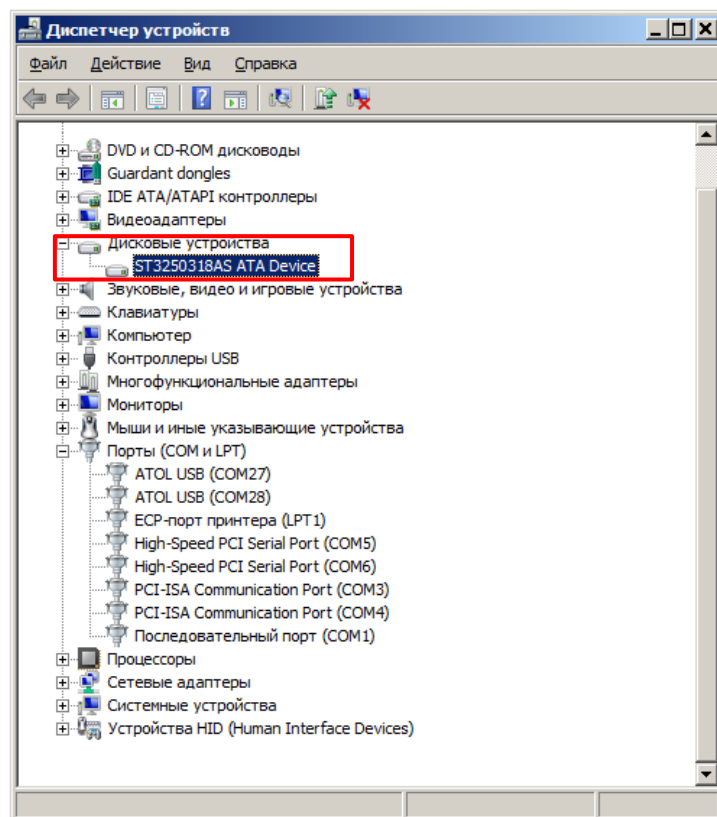 Диспетчер устройств
Файл Действие Вид Справка
DVD и CD-ROM дисководы
Guardant dongles
IDE ATA/ATAPI контроллеры
Видеоадаптеры
Дисковые устройства
ST3250318AS ATA Device
Звуковые, видео и игровые устройства
Клавиатуры
Компьютер
Контроллеры USB
Многофункциональные адаптеры
Мониторы
Мыши и иные указывающие устройства
Порты (COM и LPT)
ATOL USB (COM27)
ATOL USB (COM28)
ECP-порт принтера (LPT1)
High-Speed PCI Serial Port (COM5)
High-Speed PCI Serial Port (COM6)
PCI-ISA Communication Port (COM3)
PCI-ISA Communication Port (COM4)
Последовательный порт (COM1)
Процессоры
Сетевые адаптеры
Системные устройства
Устройства HID (Human Interface Devices)